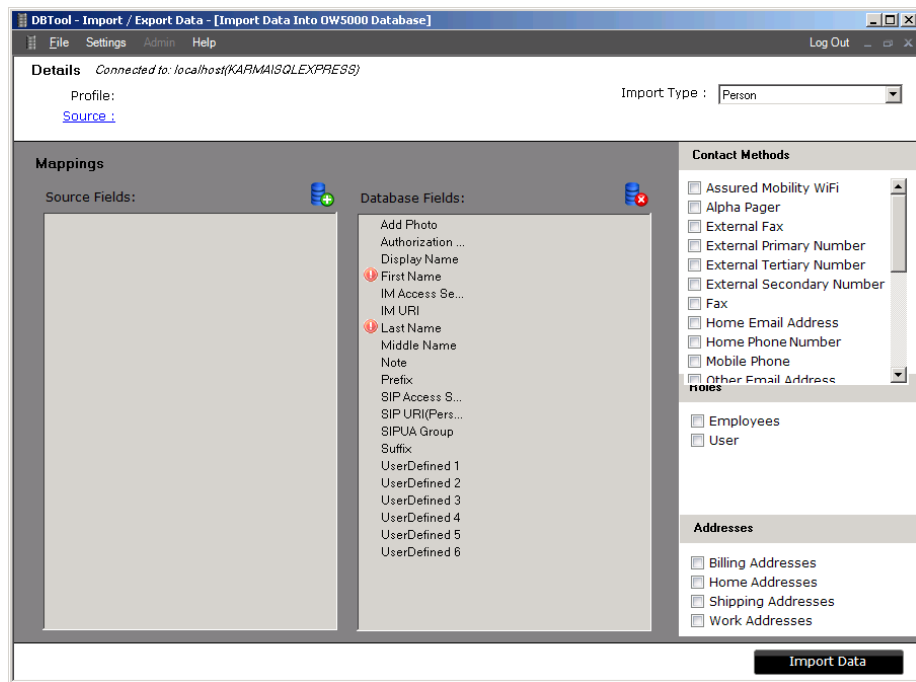 DBTool - Import / Export Data - [Import Data Into OW5000 Database]
File Settings Admin Help Log Out
Details Connected to: localhost(KARMAISQLEXPRESS)
Profile:
Import Type : Person
Source :
Mappings
Source Fields:
Database Fields:
Add Photo
Authorization ...
Display Name
First Name
IM Access Se...
IM URI
Last Name
Middle Name
Note
Prefix
SIP Access S...
SIP URI(Pers...
SIPUA Group
Suffix
UserDefined 1
UserDefined 2
UserDefined 3
UserDefined 4
UserDefined 5
UserDefined 6
Contact Methods
Assured Mobility WiFi
Alpha Pager
External Fax
External Primary Number
External Tertiary Number
External Secondary Number
Fax
Home Email Address
Home Phone Number
Mobile Phone
Other Email Address
Roles
Employees
User
Addresses
Billing Addresses
Home Addresses
Shipping Addresses
Work Addresses
Import Data